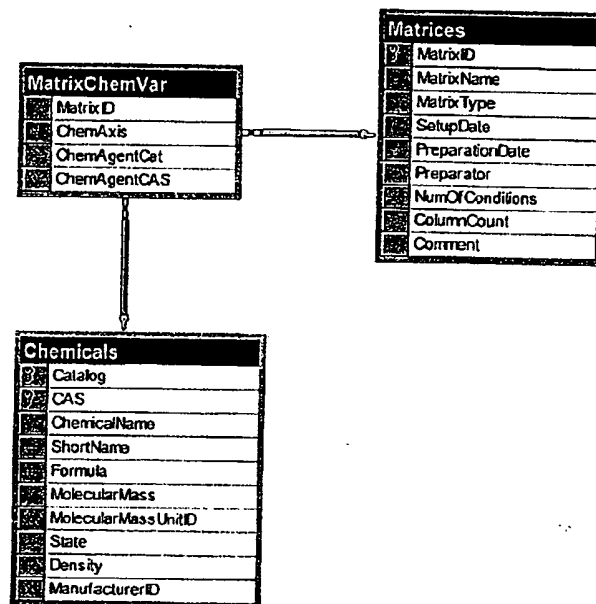 MatrixChemVar
MatrixID
ChemAxis
ChemAgentCat
ChemAgentCAS
Matrices
MatrixID
MatrixName
MatrixType
SetupDate
PreparationDate
Preparator
NumOfConditions
ColumnCount
Comment
Chemicals
Catalog
CAS
ChemicalName
ShortName
Formula
MolecularMass
MolecularMassUnitID
State
Density
ManufacturerID